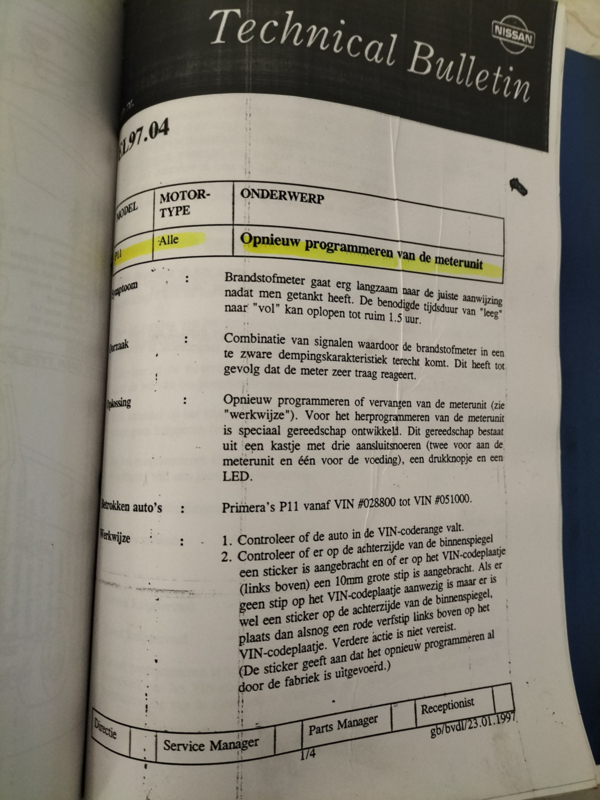 Technical Bulletin
NISSAN
.97.04
MODEL
MOTOR-
TYPE
ONDERWERP
P11
Alle
Opnieuw programmeren van de meterunit
: Brandstofmeter gaat erg langzaam naar de juiste aanwijzing
nadat men getankt heeft. De benodigde tijdsduur van "leeg"
naar "vol" kan oplopen tot ruim 1.5 uur.
: Combinatie van signalen waardoor de brandstofmeter in een
te zware dempingskarakteristiek terecht komt. Dit heeft tot
gevolg dat de meter zeer traag reageert.
: Opnieuw programmeren of vervangen van de meterunit (zie
"werkwijze"). Voor het herprogrammeren van de meterunit
is speciaal gereedschap ontwikkeld. Dit gereedschap bestaat
uit een kastje met drie aansluitsnoeren (twee voor aan de
meterunit en één voor de voeding), een drukknopje en een
LED.
Betrokken auto's : Primera's P11 vanaf VIN #028800 tot VIN #051000.
Werkwijze : 1. Controleer of de auto in de VIN-coderange valt.
2. Controleer of er op de achterzijde van de binnenspiegel
een sticker is aangebracht en of er op het VIN-codeplaatje
(links boven) een 10mm grote stip is aangebracht. Als er
geen stip op het VIN-codeplaatje aanwezig is maar er is
wel een sticker op de achterzijde van de binnenspiegel,
plaats dan alsnog een rode verfstip links boven op het
VIN-codeplaatje. Verdere actie is niet vereist.
(De sticker geeft aan dat het opnieuw programmeren al
door de fabriek is uitgevoerd.)
Directie
Service Manager
Parts Manager
Receptionist
1/4
gb/bvdl/23.01.1997